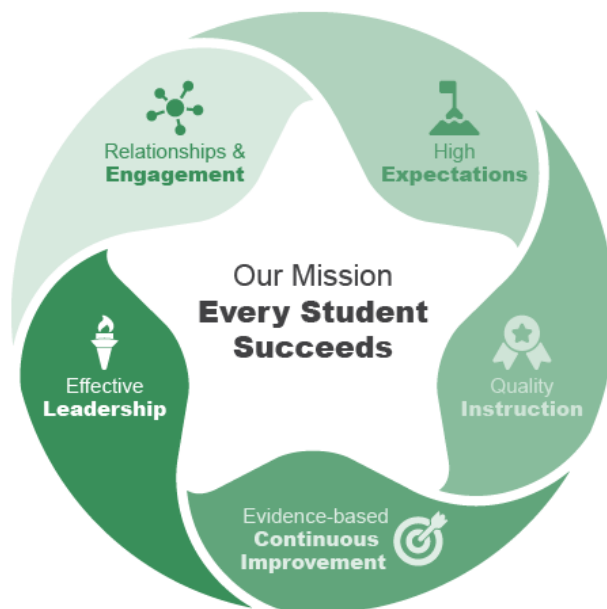 Relationships &
Engagement
High
Expectations
Our Mission
Every Student
Succeeds
Effective
Leadership
Quality
Instruction
Evidence-based
Continuous
Improvement